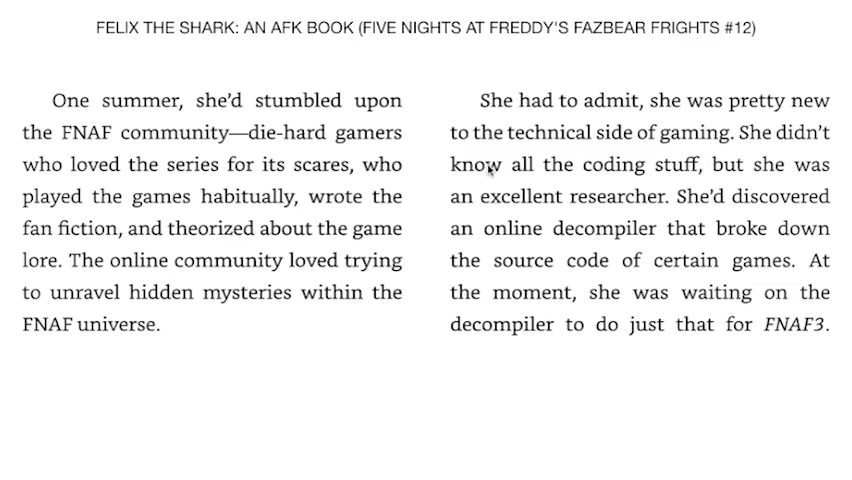 FELIX THE SHARK: AN AFK BOOK (FIVE NIGHTS AT FREDDY'S FAZBEAR FRIGHTS #12)
One summer, she’d stumbled upon
the FNAF community—die-hard gamers
who loved the series for its scares, who
played the games habitually, wrote the
fan fiction, and theorized about the game
lore. The online community loved trying
to unravel hidden mysteries within the
FNAF universe.
She had to admit, she was pretty new
to the technical side of gaming. She didn’t
know all the coding stuff, but she was
an excellent researcher. She’d discovered
an online decompiler that broke down
the source code of certain games. At
the moment, she was waiting on the
decompiler to do just that for FNAF3.